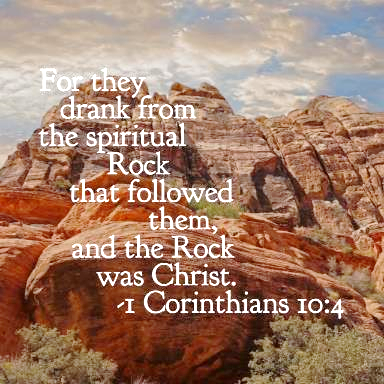 For they
drank from
the spiritual
Rock
that followed
them,
and the Rock
was Christ.
-1 Corinthians 10:4